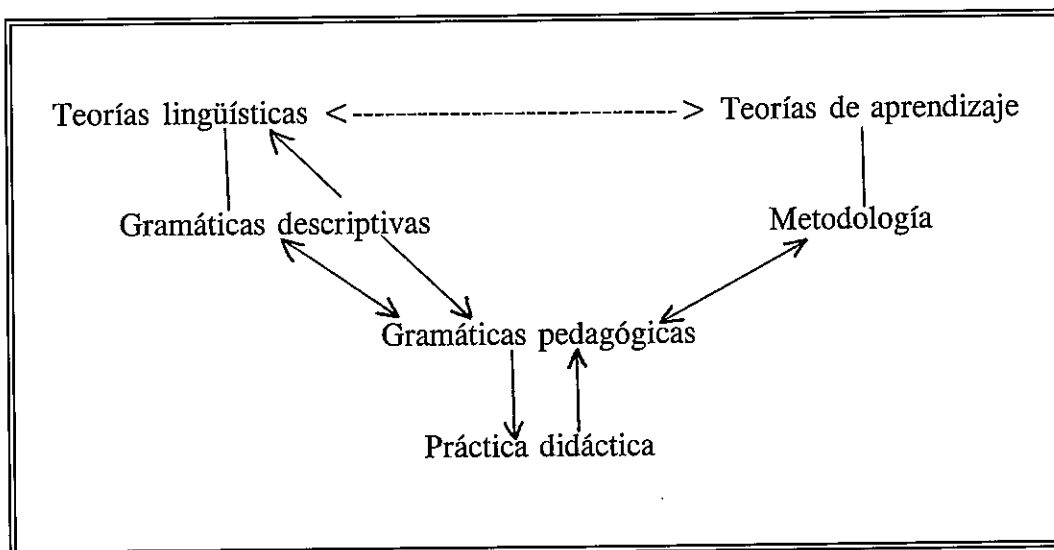 Teorías lingüísticas <----------------------------> Teorías de aprendizaje
Gramáticas descriptivas Metodología
Gramáticas pedagógicas
Práctica didáctica